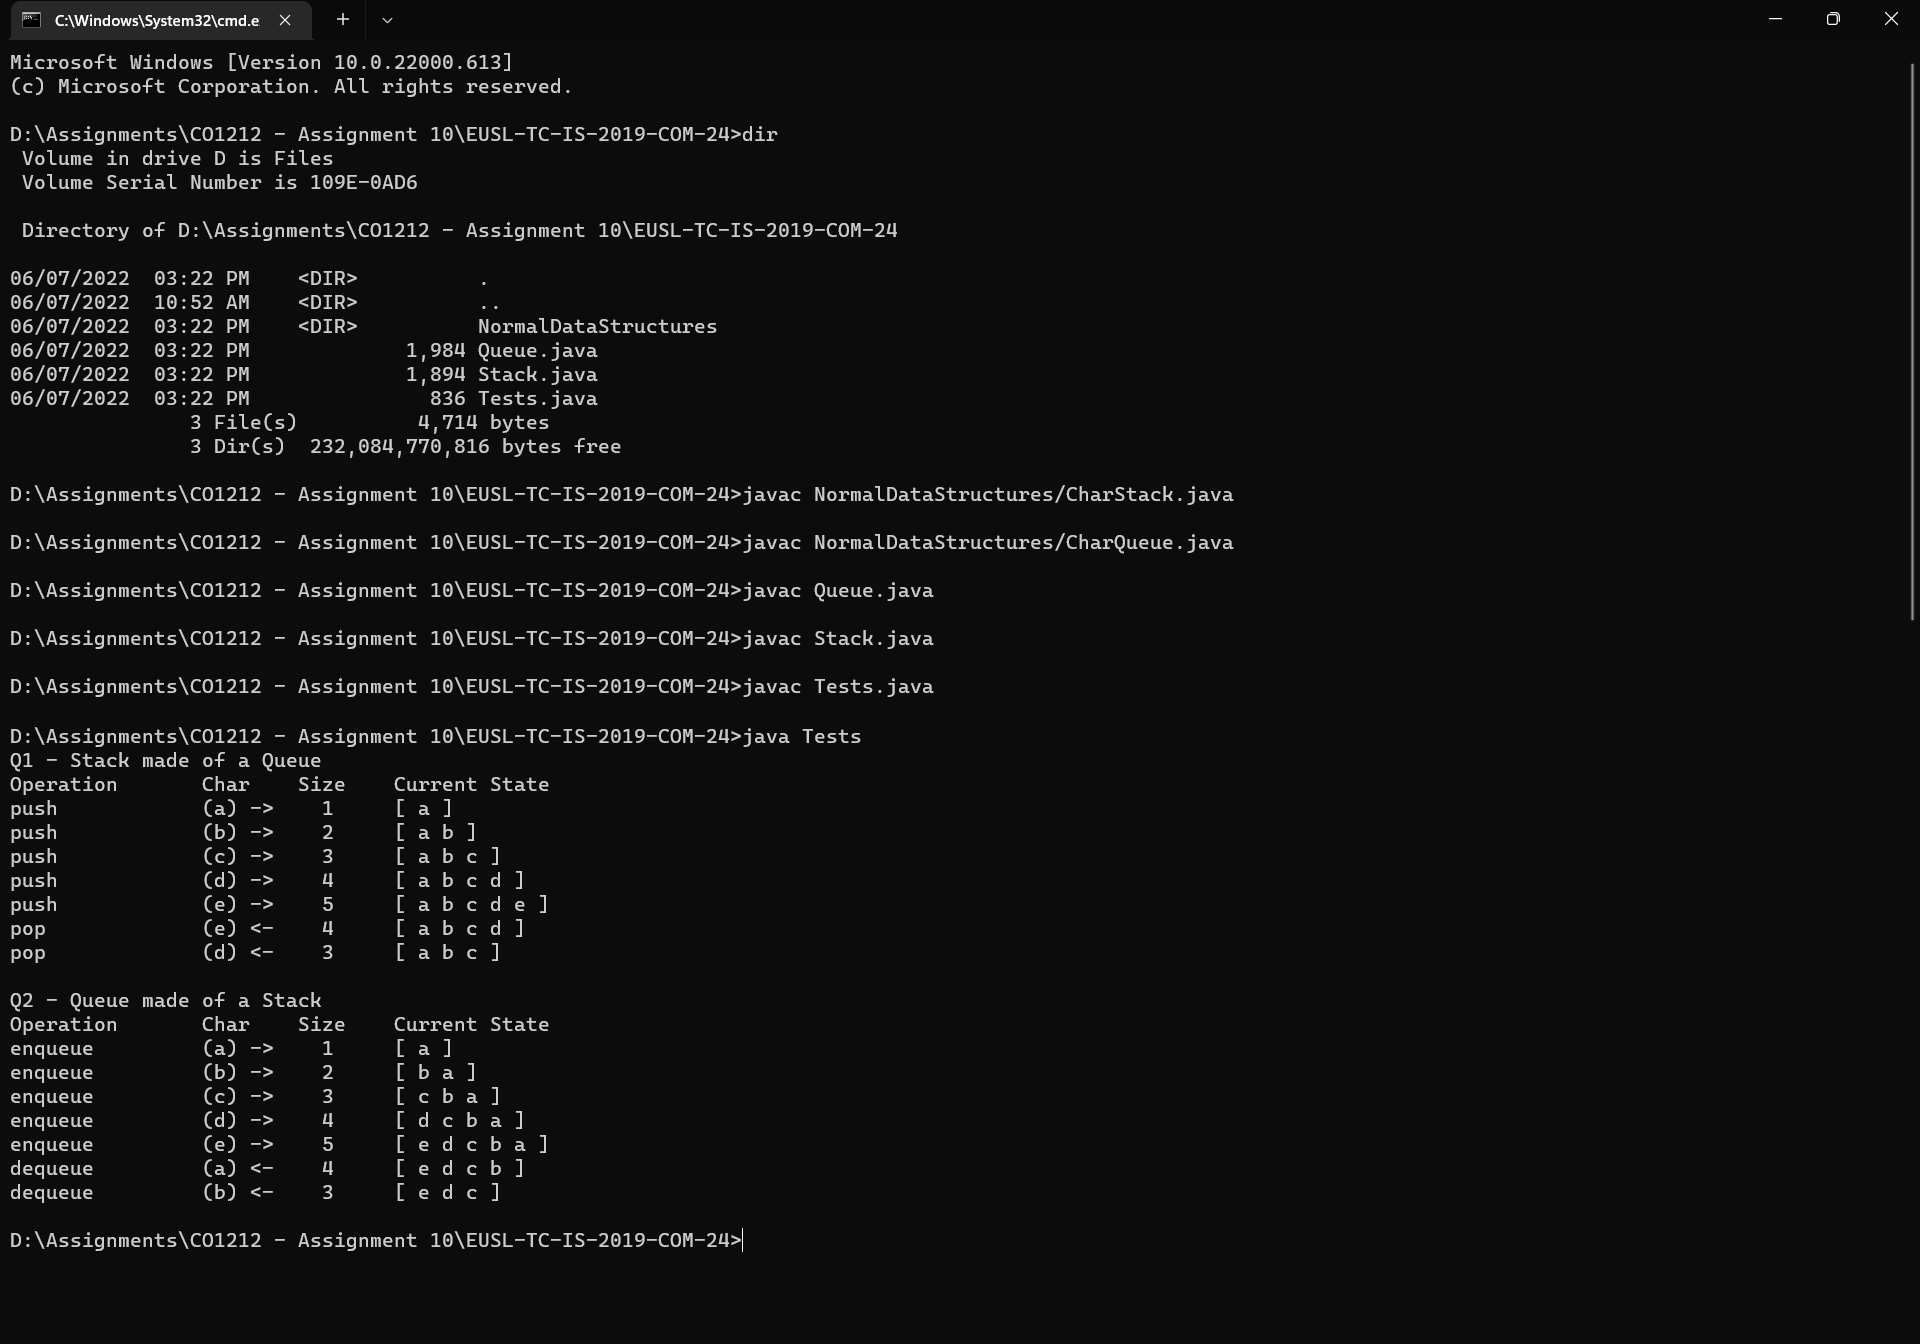 C:\Windows\System32\cmd.e
Microsoft Windows [Version 10.0.22000.613]
(c) Microsoft Corporation. All rights reserved.

D:\Assignments\CO1212 - Assignment 10\EUSL-TC-IS-2019-COM-24>dir
 Volume in drive D is Files
 Volume Serial Number is 109E-0AD6

 Directory of D:\Assignments\CO1212 - Assignment 10\EUSL-TC-IS-2019-COM-24

06/07/2022  03:22 PM    <DIR>          .
06/07/2022  10:52 AM    <DIR>          ..
06/07/2022  03:22 PM    <DIR>          NormalDataStructures
06/07/2022  03:22 PM             1,984 Queue.java
06/07/2022  03:22 PM             1,894 Stack.java
06/07/2022  03:22 PM               836 Tests.java
               3 File(s)          4,714 bytes
               3 Dir(s)  232,084,770,816 bytes free

D:\Assignments\CO1212 - Assignment 10\EUSL-TC-IS-2019-COM-24>javac NormalDataStructures/CharStack.java

D:\Assignments\CO1212 - Assignment 10\EUSL-TC-IS-2019-COM-24>javac NormalDataStructures/CharQueue.java

D:\Assignments\CO1212 - Assignment 10\EUSL-TC-IS-2019-COM-24>javac Queue.java

D:\Assignments\CO1212 - Assignment 10\EUSL-TC-IS-2019-COM-24>javac Stack.java

D:\Assignments\CO1212 - Assignment 10\EUSL-TC-IS-2019-COM-24>javac Tests.java

D:\Assignments\CO1212 - Assignment 10\EUSL-TC-IS-2019-COM-24>java Tests
Q1 - Stack made of a Queue
Operation       Char    Size    Current State
push            (a) ->    1     [ a ]
push            (b) ->    2     [ a b ]
push            (c) ->    3     [ a b c ]
push            (d) ->    4     [ a b c d ]
push            (e) ->    5     [ a b c d e ]
pop             (e) <-    4     [ a b c d ]
pop             (d) <-    3     [ a b c ]

Q2 - Queue made of a Stack
Operation       Char    Size    Current State
enqueue         (a) ->    1     [ a ]
enqueue         (b) ->    2     [ b a ]
enqueue         (c) ->    3     [ c b a ]
enqueue         (d) ->    4     [ d c b a ]
enqueue         (e) ->    5     [ e d c b a ]
dequeue         (a) <-    4     [ e d c b ]
dequeue         (b) <-    3     [ e d c ]

D:\Assignments\CO1212 - Assignment 10\EUSL-TC-IS-2019-COM-24>